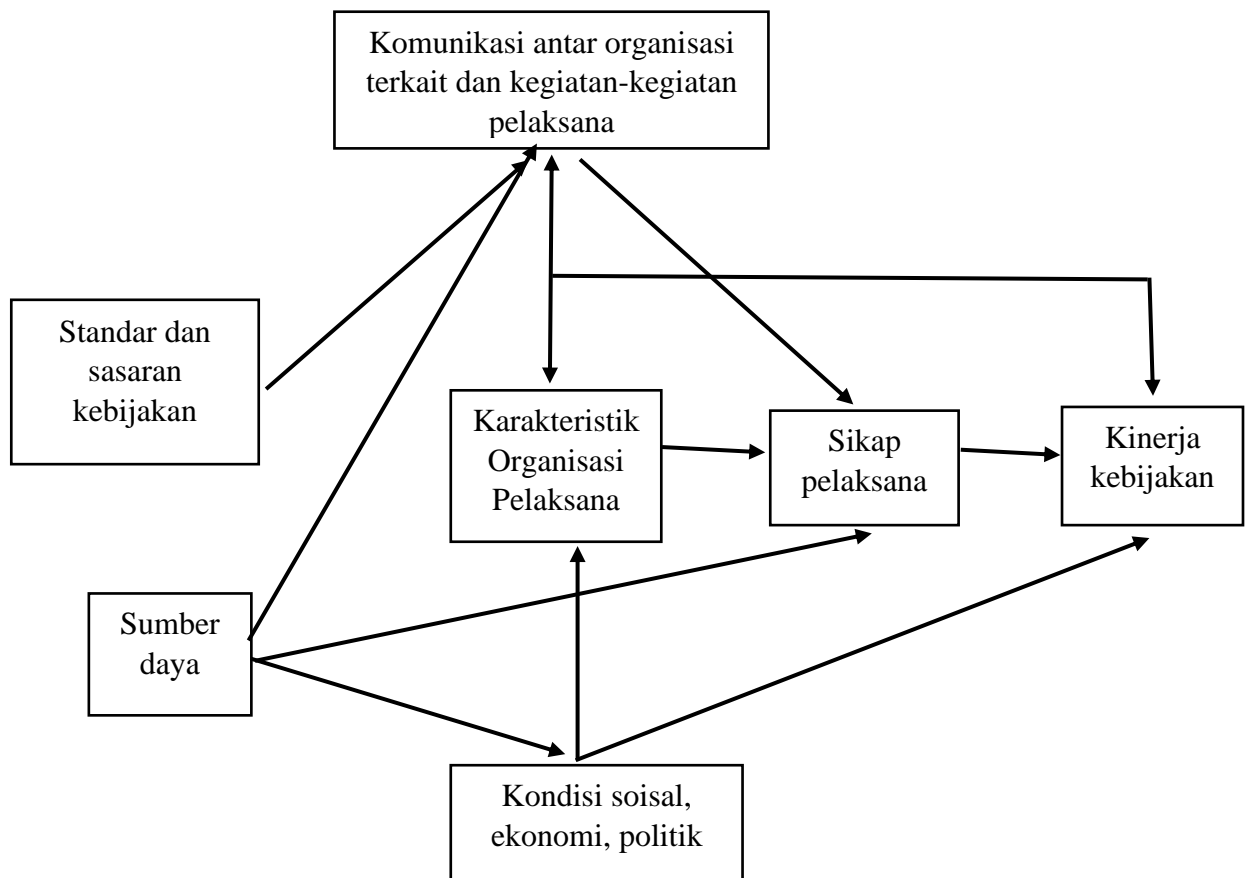 Komunikasi antar organisasi
terkait dan kegiatan-kegiatan
pelaksana
Standar dan
sasaran
kebijakan
Karakteristik
Organisasi
Pelaksana
Sikap
pelaksana
Kinerja
kebijakan
Sumber
daya
Kondisi soisal,
ekonomi, politik